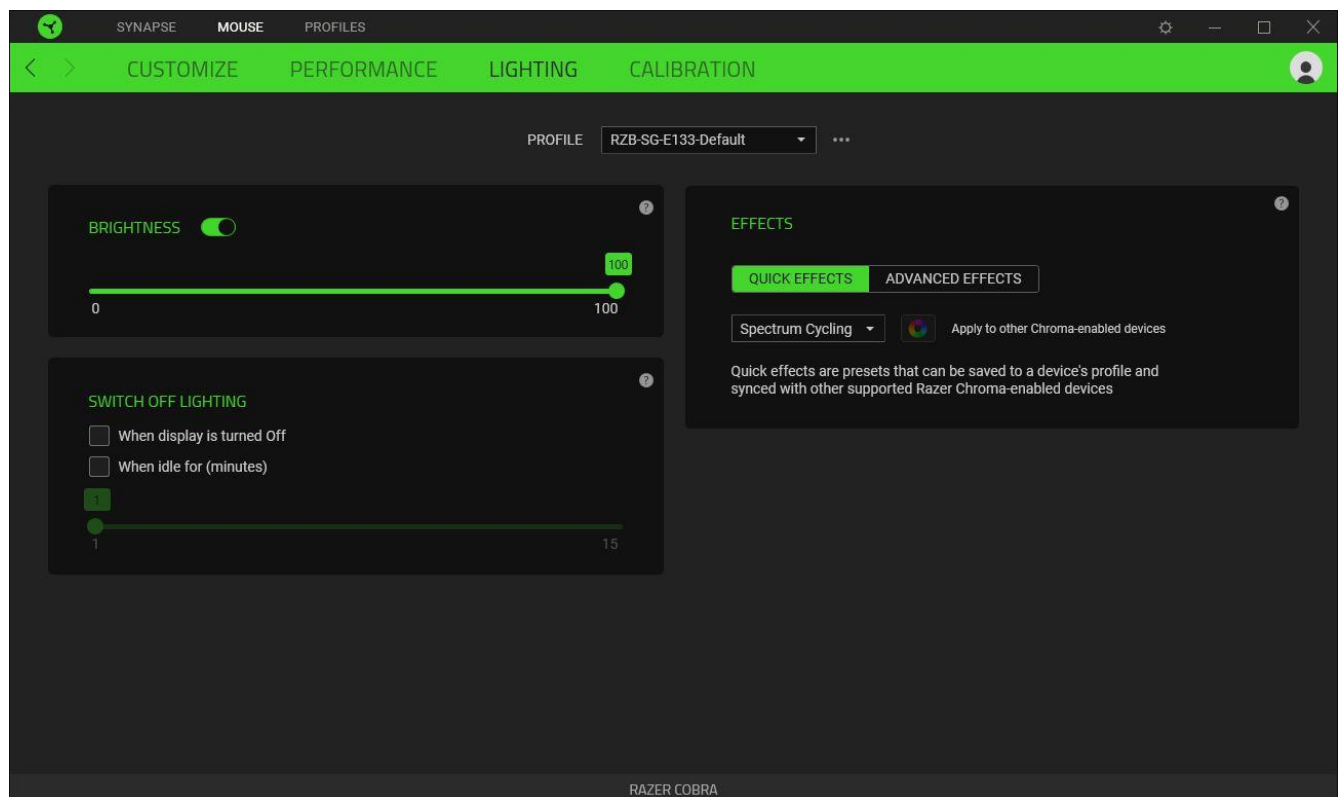 SYNAPSE MOUSE PROFILES
CUSTOMIZE PERFORMANCE LIGHTING CALIBRATION
PROFILE RZB-SG-E133-Default
BRIGHTNESS
100
0 100
SWITCH OFF LIGHTING
When display is turned Off
When idle for (minutes)
1
1 15
EFFECTS
QUICK EFFECTS ADVANCED EFFECTS
Spectrum Cycling Apply to other Chroma-enabled devices
Quick effects are presets that can be saved to a device's profile and
synced with other supported Razer Chroma-enabled devices
RAZER COBRA